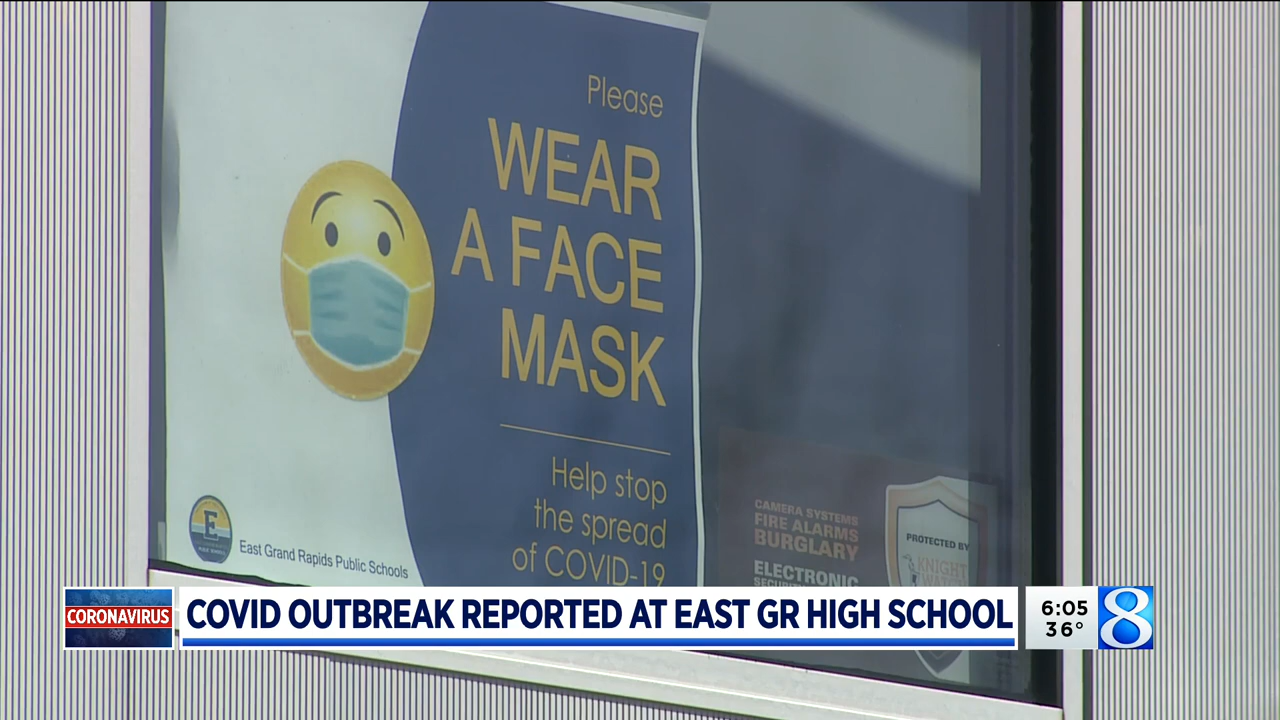 Please
WEAR
A FACE
MASK
Help stop
the spread
of COVID-19
E
East Grand Rapids Public Schools
CAMERA SYSTEMS
FIRE ALARMS
BURGLARY
ELECTRONIC
PROTECTED BY
KNIGHT
CORONAVIRUS
COVID OUTBREAK REPORTED AT EAST GR HIGH SCHOOL
6:05
36°
8